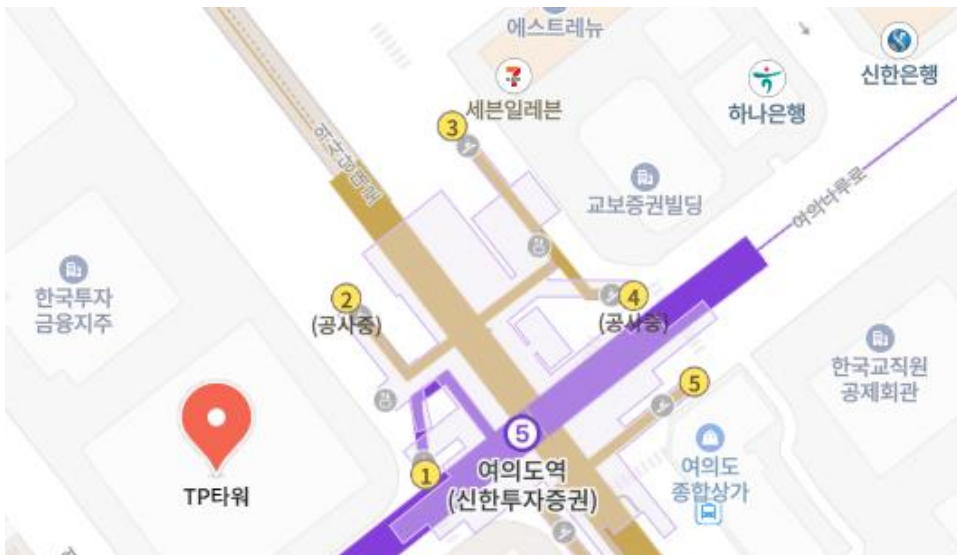 에스트레뉴
신한은행
세븐일레븐
하나은행
3
교보증권빌딩
여의나루로
한국투자
금융지주
2
(공사중)
4
(공사중)
한국교직원
공제회관
5
5
여의도역
(신한투자증권)
여의도
종합상가
1
TP타워